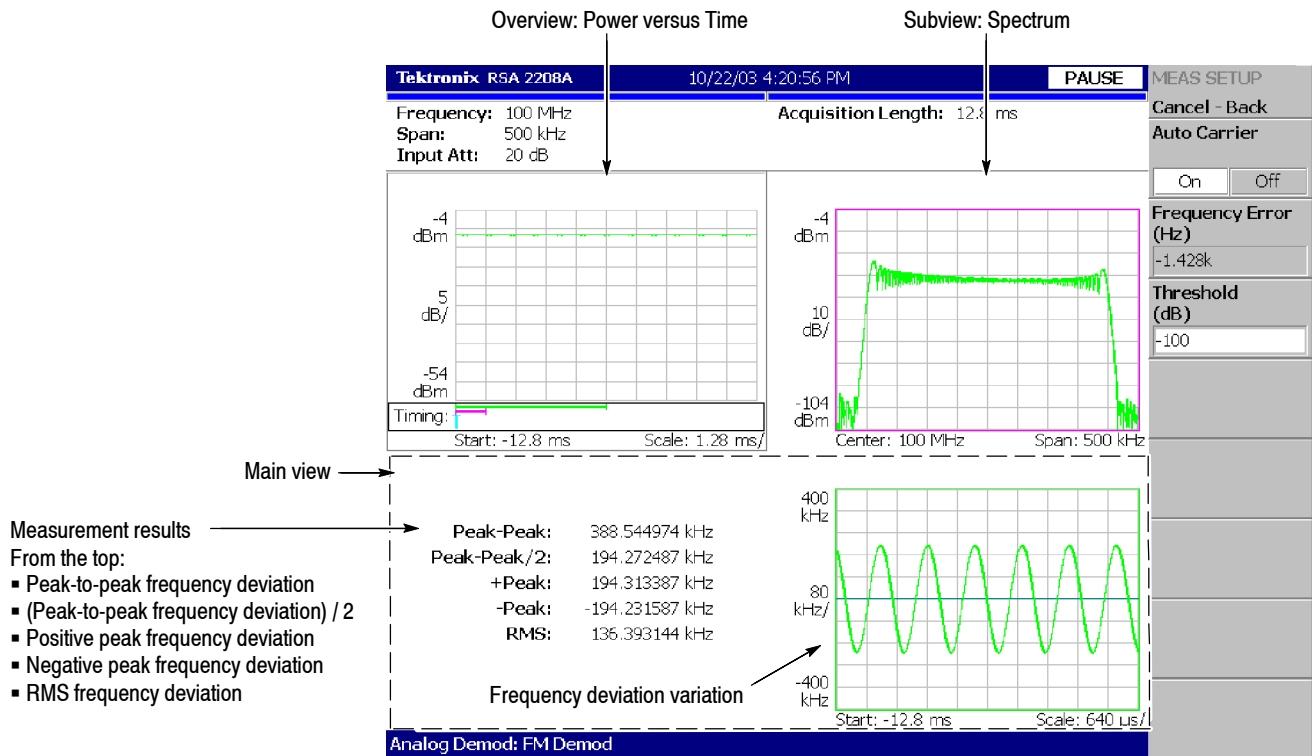 Overview: Power versus Time
Subview: Spectrum
Tektronix RSA 2208A 10/22/03 4:20:56 PM PAUSE
MEAS SETUP
Frequency: 100 MHz
Span: 500 kHz
Input Att: 20 dB
Acquisition Length: 12.8 ms
Cancel - Back
Auto Carrier
On Off
Frequency Error
(Hz)
-1.428k
Threshold
(dB)
-100
-4
dBm
5
dB/
-54
dBm
Timing:
Start: -12.8 ms Scale: 1.28 ms/
-4
dBm
10
dB/
-104
dBm
Center: 100 MHz Span: 500 kHz
Main view
Measurement results
From the top:
▪ Peak-to-peak frequency deviation
▪ (Peak-to-peak frequency deviation) / 2
▪ Positive peak frequency deviation
▪ Negative peak frequency deviation
▪ RMS frequency deviation
Peak-Peak: 388.544974 kHz
Peak-Peak/2: 194.272487 kHz
+Peak: 194.313387 kHz
-Peak: -194.231587 kHz
RMS: 136.393144 kHz
Frequency deviation variation
400
kHz
80
kHz/
-400
kHz
Start: -12.8 ms Scale: 640 µs/
Analog Demod: FM Demod